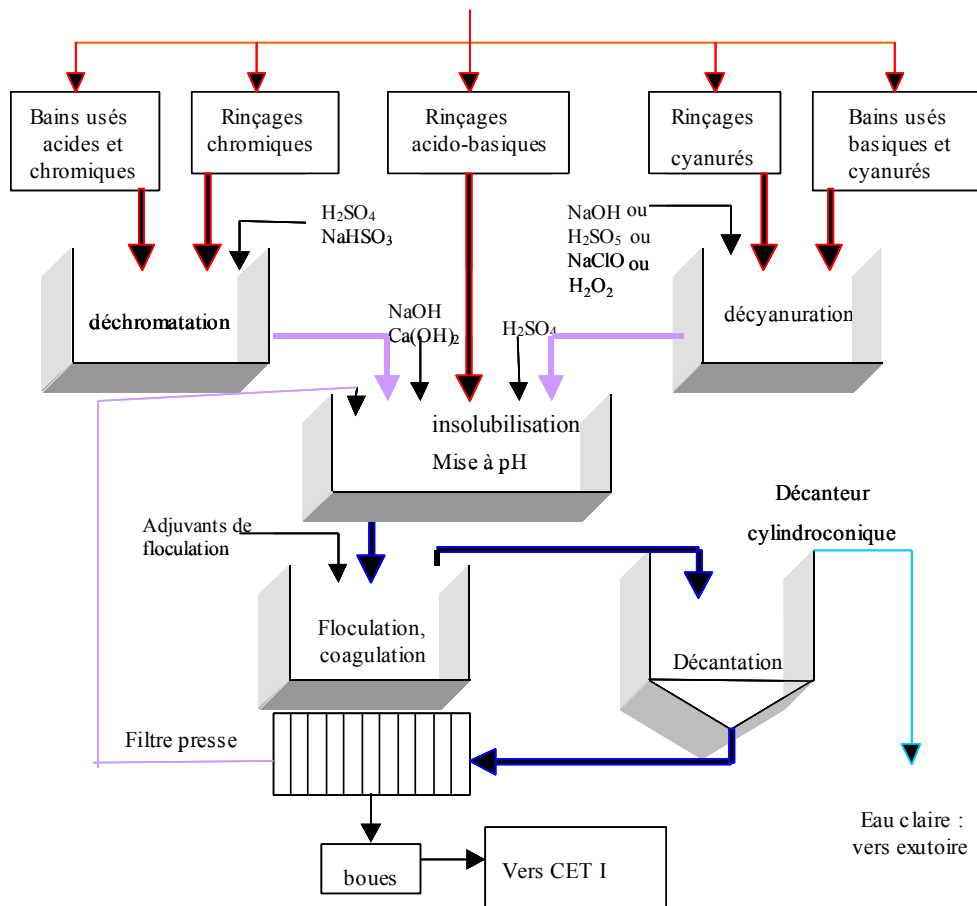 Bains usés
acides et
chromiques
Rinçages
chromiques
Rinçages
acido-basiques
Rinçages
cyanurés
Bains usés
basiques et
cyanurés
H₂SO₄
NaHSO₃
NaOH ou
H₂SO₅ ou
NaClO ou
H₂O₂
déchromatation
NaOH
Ca(OH)₂
H₂SO₄
décyanuration
insolubilisation
Mise à pH
Décanteur
cylindroconique
Adjuvants de
floculation
Floculation,
coagulation
Décantation
Filtre presse
Eau claire :
vers exutoire
boues
Vers CET I